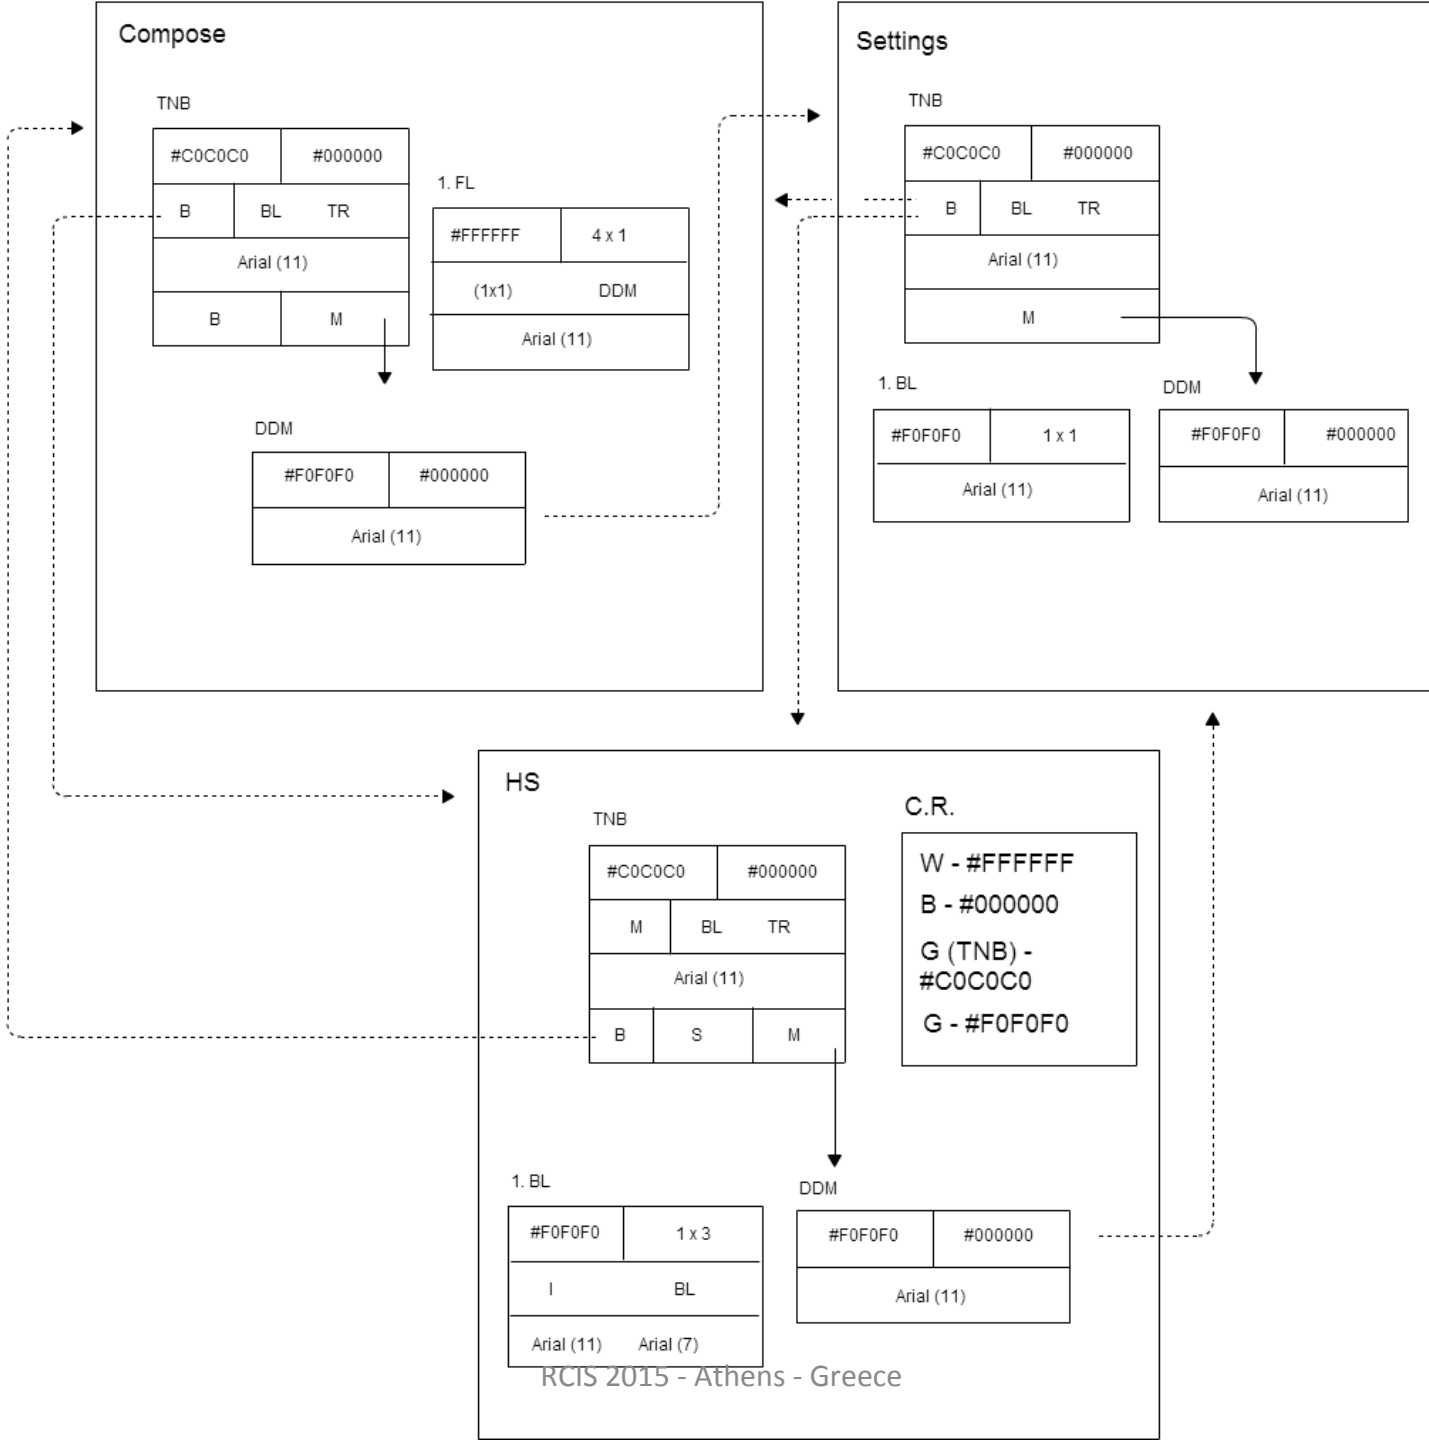 Compose
TNB
#C0C0C0 #000000
B BL TR
Arial (11)
B M
1. FL
#FFFFFF 4 x 1
(1x1) DDM
Arial (11)
DDM
#F0F0F0 #000000
Arial (11)
Settings
TNB
#C0C0C0 #000000
B BL TR
Arial (11)
M
1. BL
#F0F0F0 1 x 1
Arial (11)
DDM
#F0F0F0 #000000
Arial (11)
HS
TNB
#C0C0C0 #000000
M BL TR
Arial (11)
B S M
C.R.
W - #FFFFFF
B - #000000
G (TNB) -
#C0C0C0
G - #F0F0F0
1. BL
#F0F0F0 1 x 3
I BL
Arial (11) Arial (7)
DDM
#F0F0F0 #000000
Arial (11)
RCIS 2015 - Athens - Greece